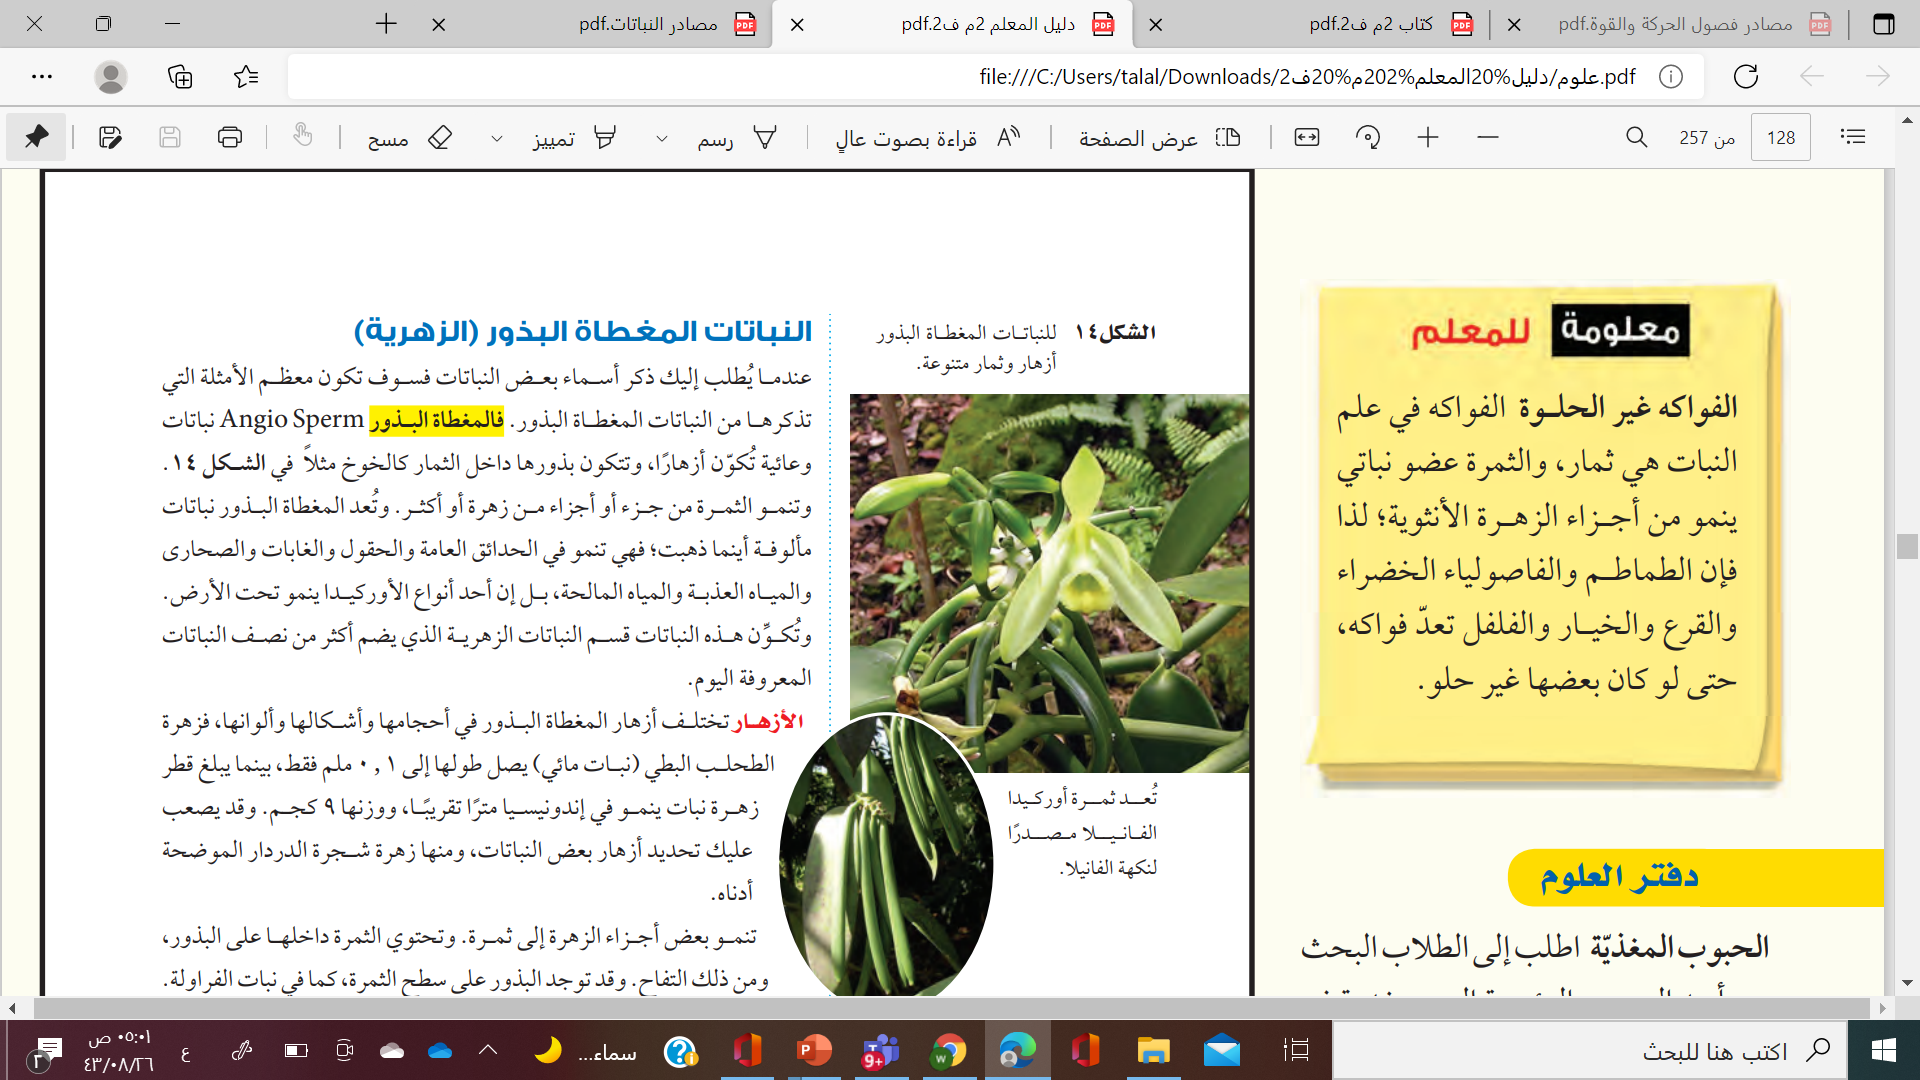 مصادر فصول الحركة والقوة.pdf
كتاب 2م ف2.pdf
دليل المعلم 2م ف2.pdf
مصادر النباتات.pdf
file:///C:/Users/talal/Downloads/علوم/دليل%20المعلم%202م%20ف2.pdf
128
من 257
عرض الصفحة
قراءة بصوت عالٍ
رسم
تمييز
مسح
معلومة للمعلم
الفواكه غير الحلوة الفواكه في علم
النبات هي ثمار، والثمرة عضو نباتي
ينمو من أجزاء الزهرة الأنثوية؛ لذا
فإن الطماطم والفاصولياء الخضراء
والقرع والخيار والفلفل تعدّ فواكه،
حتى لو كان بعضها غير حلو.
دفتر العلوم
الحبوب المغذيّة اطلب إلى الطلاب البحث
الشكل١٤ للنباتات المغطاة البذور
أزهار وثمار متنوعة.
تُعد ثمرة أوركيدا
الفانيلا مصدرًا
لنكهة الفانيلا.
النباتات المغطاة البذور (الزهرية)
عندما يُطلب إليك ذكر أسماء بعض النباتات فسوف تكون معظم الأمثلة التي
تذكرها من النباتات المغطاة البذور. فالمغطاة البذور Angio Sperm نباتات
وعائية تُكوّن أزهارًا، وتتكون بذورها داخل الثمار كالخوخ مثلاً في الشكل ١٤.
وتنمو الثمرة من جزء أو أجزاء من زهرة أو أكثر. وتُعد المغطاة البذور نباتات
مألوفة أينما ذهبت؛ فهي تنمو في الحدائق العامة والحقول والغابات والصحارى
والمياه العذبة والمياه المالحة، بل إن أحد أنواع الأوركيدا ينمو تحت الأرض.
وتُكوِّن هذه النباتات قسم النباتات الزهرية الذي يضم أكثر من نصف النباتات
المعروفة اليوم.
الأزهار تختلف أزهار المغطاة البذور في أحجامها وأشكالها وألوانها، فزهرة
الطحلب البطي (نبات مائي) يصل طولها إلى ٠,١ ملم فقط، بينما يبلغ قطر
زهرة نبات ينمو في إندونيسيا مترًا تقريبًا، ووزنها ٩ كجم. وقد يصعب
عليك تحديد أزهار بعض النباتات، ومنها زهرة شجرة الدردار الموضحة
أدناه.
تنمو بعض أجزاء الزهرة إلى ثمرة. وتحتوي الثمرة داخلها على البذور،
ومن ذلك التفاح. وقد توجد البذور على سطح الثمرة، كما في نبات الفراولة.
اكتب هنا للبحث
9+
سماء...
ع
٠٥:٠١ ص
٤٣/٠٨/٢٦
٣